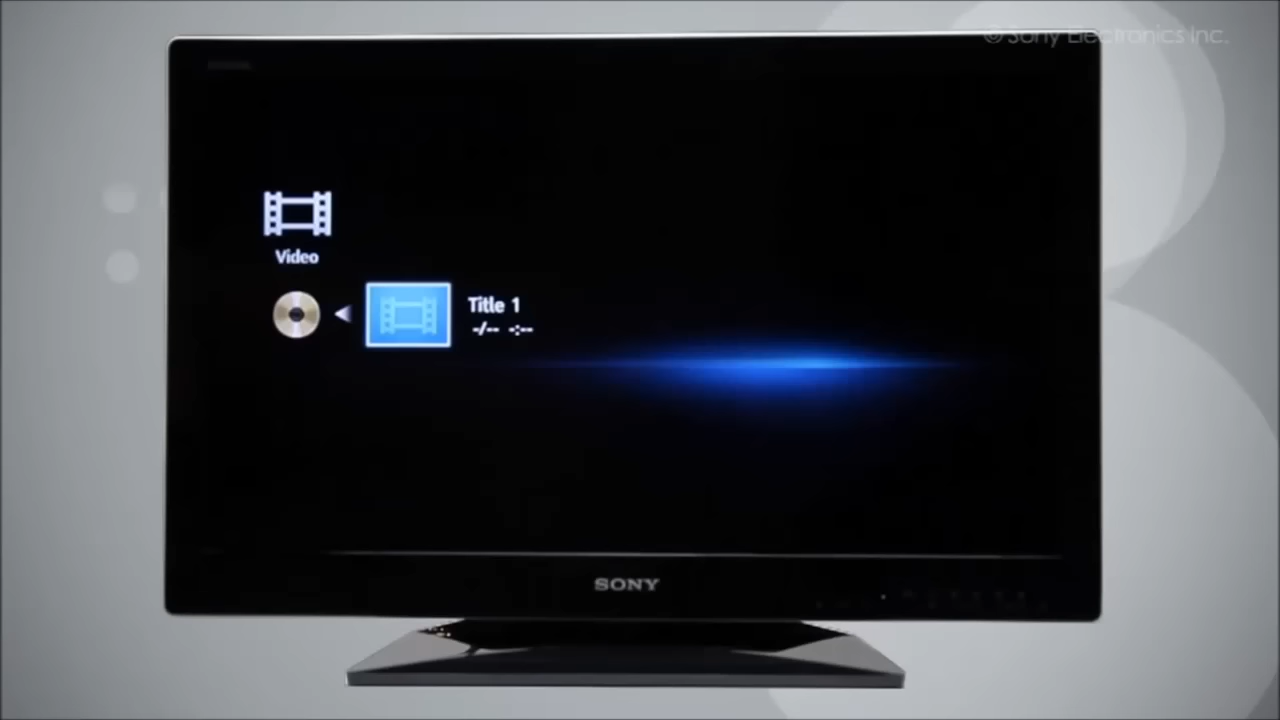 © Sony Electronics Inc.
Video
Title 1
-/-- -:--
SONY